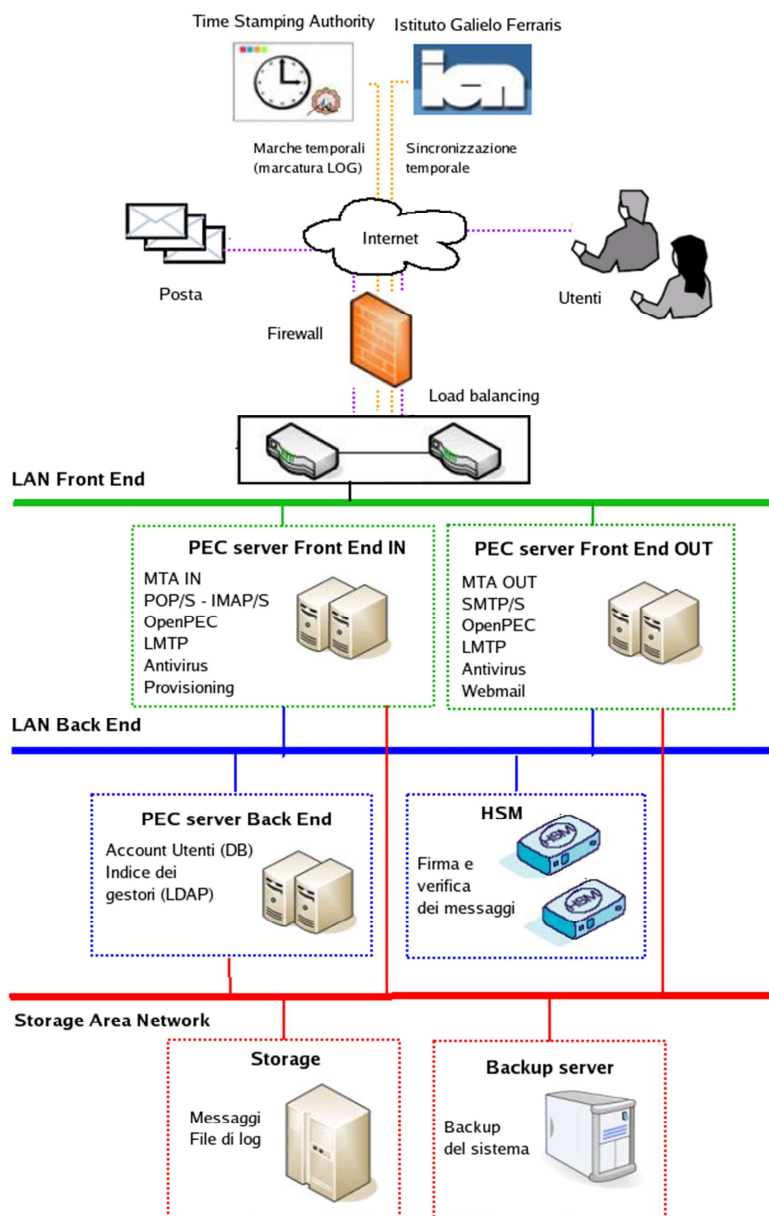 Time Stamping Authority
Istituto Galielo Ferraris
ien
Marche temporali
(marcatura LOG)
Sincronizzazione
temporale
Internet
Posta
Utenti
Firewall
Load balancing
LAN Front End
PEC server Front End IN
MTA IN
POP/S - IMAP/S
OpenPEC
LMTP
Antivirus
Provisioning
PEC server Front End OUT
MTA OUT
SMTP/S
OpenPEC
LMTP
Antivirus
Webmail
LAN Back End
PEC server Back End
Account Utenti (DB)
Indice dei
gestori (LDAP)
HSM
Firma e
verifica
dei messaggi
HSM
HSM
Storage Area Network
Storage
Messaggi
File di log
Backup server
Backup
del sistema